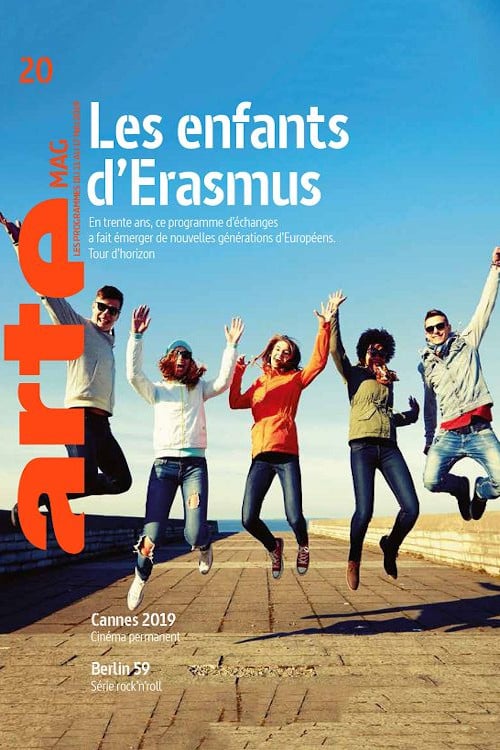 20
arte
MAG
LES PROGRAMMES DU 11 AU 17 MAI 2019
Les enfants
d'Erasmus
En trente ans, ce programme d'échanges
a fait émerger de nouvelles générations d'Européens.
Tour d'horizon
Cannes 2019
Cinéma permanent
Berlin 59
Série rock'n'roll